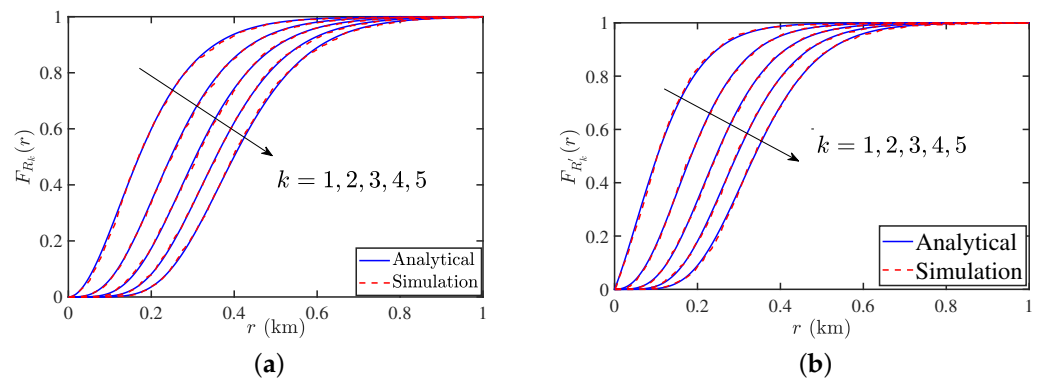 1
0.8
0.6
0.4
0.2
0
F_{R_k}(r)
k = 1, 2, 3, 4, 5
Analytical
Simulation
0 0.2 0.4 0.6 0.8 1
r (km)
(a)
1
0.8
0.6
0.4
0.2
0
F_{R'_k}(r)
k = 1, 2, 3, 4, 5
Analytical
Simulation
0 0.2 0.4 0.6 0.8 1
r (km)
(b)